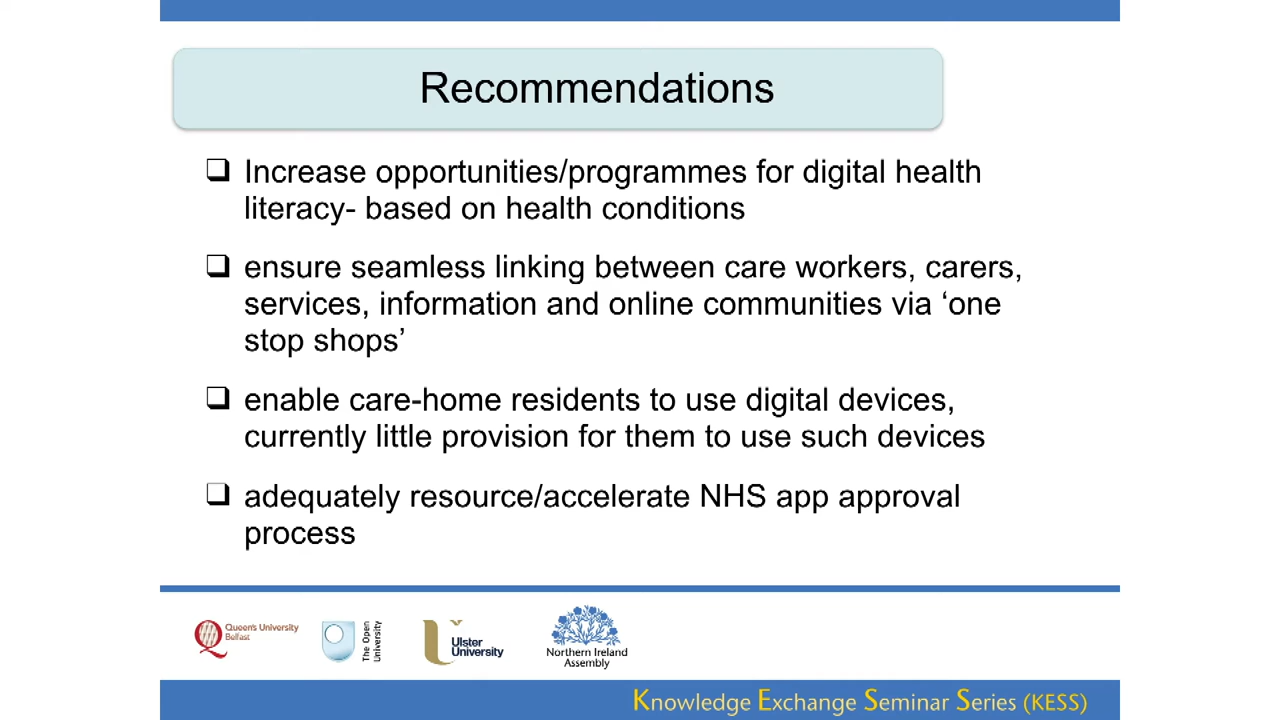 Recommendations
❑ Increase opportunities/programmes for digital health
literacy- based on health conditions
❑ ensure seamless linking between care workers, carers,
services, information and online communities via ‘one
stop shops’
❑ enable care-home residents to use digital devices,
currently little provision for them to use such devices
❑ adequately resource/accelerate NHS app approval
process
Queen's University
Belfast
The Open
University
Ulster
University
Northern Ireland
Assembly
Knowledge Exchange Seminar Series (KESS)